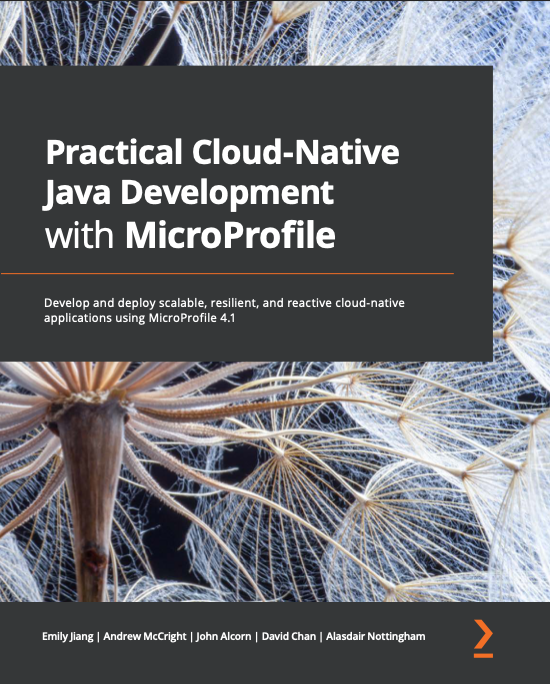 Practical Cloud-Native
Java Development
with MicroProfile
Develop and deploy scalable, resilient, and reactive cloud-native
applications using MicroProfile 4.1
Emily Jiang | Andrew McCright | John Alcorn | David Chan | Alasdair Nottingham